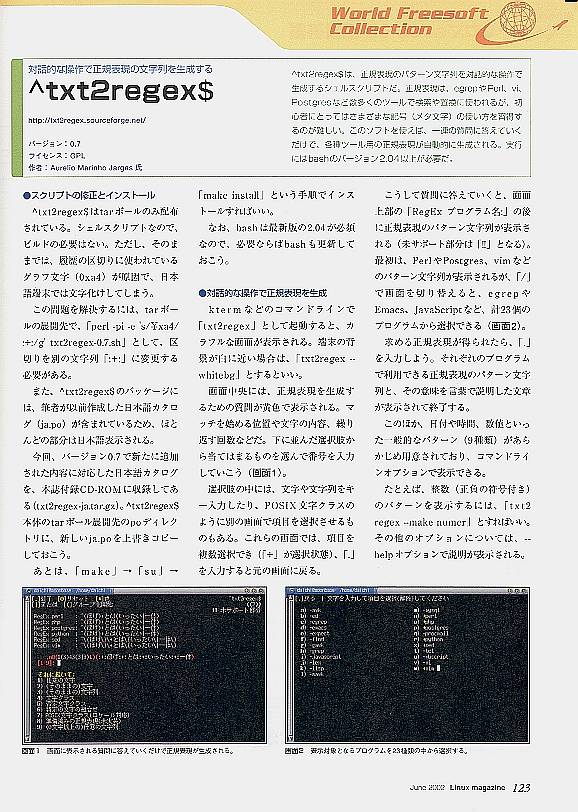 World Freesoft
Collection
対話的な操作で正規表現の文字列を生成する
^txt2regex$
http://txt2regex.sourceforge.net/
バージョン：0.7
ライセンス：GPL
作者：Aurelio Marinho Jargas 氏
^txt2regex$は、正規表現のパターン文字列を対話的な操作で
生成するシェルスクリプトだ。正規表現は、egrepやPerl、vi、
Postgresなど数多くのツールで検索や置換に使われるが、初
心者にとってはさまざまな記号（メタ文字）の使い方を習得す
るのが難しい。このソフトを使えば、一連の質問に答えていく
だけで、各種ツール用の正規表現が自動的に生成される。実行
にはbashのバージョン2.04以上が必要だ。
●スクリプトの修正とインストール
^txt2regex$はtarボールのみ配布
されている。シェルスクリプトなので、
ビルドの必要はない。ただし、そのま
までは、履歴の区切りに使われている
グラフ文字（0xa4）が原因で、日本
語端末では文字化けしてしまう。
この問題を解決するには、tarボー
ルの展開先で、「perl -pi -e 's/¥xa4/
:+:/g' txt2regex-0.7.sh」として、区
切りを別の文字列「:+:」に変更する
必要がある。
また、^txt2regex$のパッケージに
は、筆者が以前作成した日本語カタロ
グ（ja.po）が含まれているため、ほと
んどの部分は日本語表示される。
今回、バージョン0.7で新たに追加
された内容に対応した日本語カタログ
を、本誌付録CD-ROMに収録してあ
る（txt2regex-ja.tar.gz）。^txt2regex$
本体のtarボール展開先のpoディレク
トリに、新しいja.poを上書きコピー
しておこう。
あとは、「make」→「su」→
「make install」という手順でインス
トールすればいい。
なお、bashは最新版の2.04が必須
なので、必要ならばbashも更新して
おこう。
●対話的な操作で正規表現を生成
ktermなどのコマンドラインで
「txt2regex」として起動すると、カ
ラフルな画面が表示される。端末の背
景が白に近い場合は、「txt2regex --
whitebg」とするといい。
画面中央には、正規表現を生成す
るための質問が黄色で表示される。マ
ッチを始める位置や文字の内容、繰り
返す回数などだ。下に並んだ選択肢か
ら当てはまるものを選んで番号を入力
していこう（画面1）。
選択肢の中には、文字や文字列をキ
ー入力したり、POSIX文字クラスの
ように別の画面で項目を選択させるも
のもある。これらの画面では、項目を
複数選択でき（「+」が選択状態）、「.」
を入力すると元の画面に戻る。
こうして質問に答えていくと、画面
上部の「RegEx プログラム名:」の後
に正規表現のパターン文字列が表示さ
れる（未サポート部分は「!!」となる）。
最初は、PerlやPostgres、vimなど
のパターン文字列が表示されるが、「/」
で画面を切り替えると、egrepや
Emacs、JavaScriptなど、計23個の
プログラムから選択できる（画面2）。
求める正規表現が得られたら、「.」
を入力しよう。それぞれのプログラム
で利用できる正規表現のパターン文字
列と、その意味を言葉で説明した文章
が表示されて終了する。
このほか、日付や時間、数値といっ
た一般的なパターン（9種類）があら
かじめ用意されており、コマンドライ
ンオプションで表示できる。
たとえば、整数（正負の符号付き）
のパターンを表示するには、「txt2
regex --make number」とすればいい。
その他のオプションについては、--
helpオプションで説明が表示される。
画面1 画面に表示される質問に答えていくだけで正規表現が生成される。
画面2 表示対象となるプログラムを23種類の中から選択する。
June 2002 Linux magazine 123